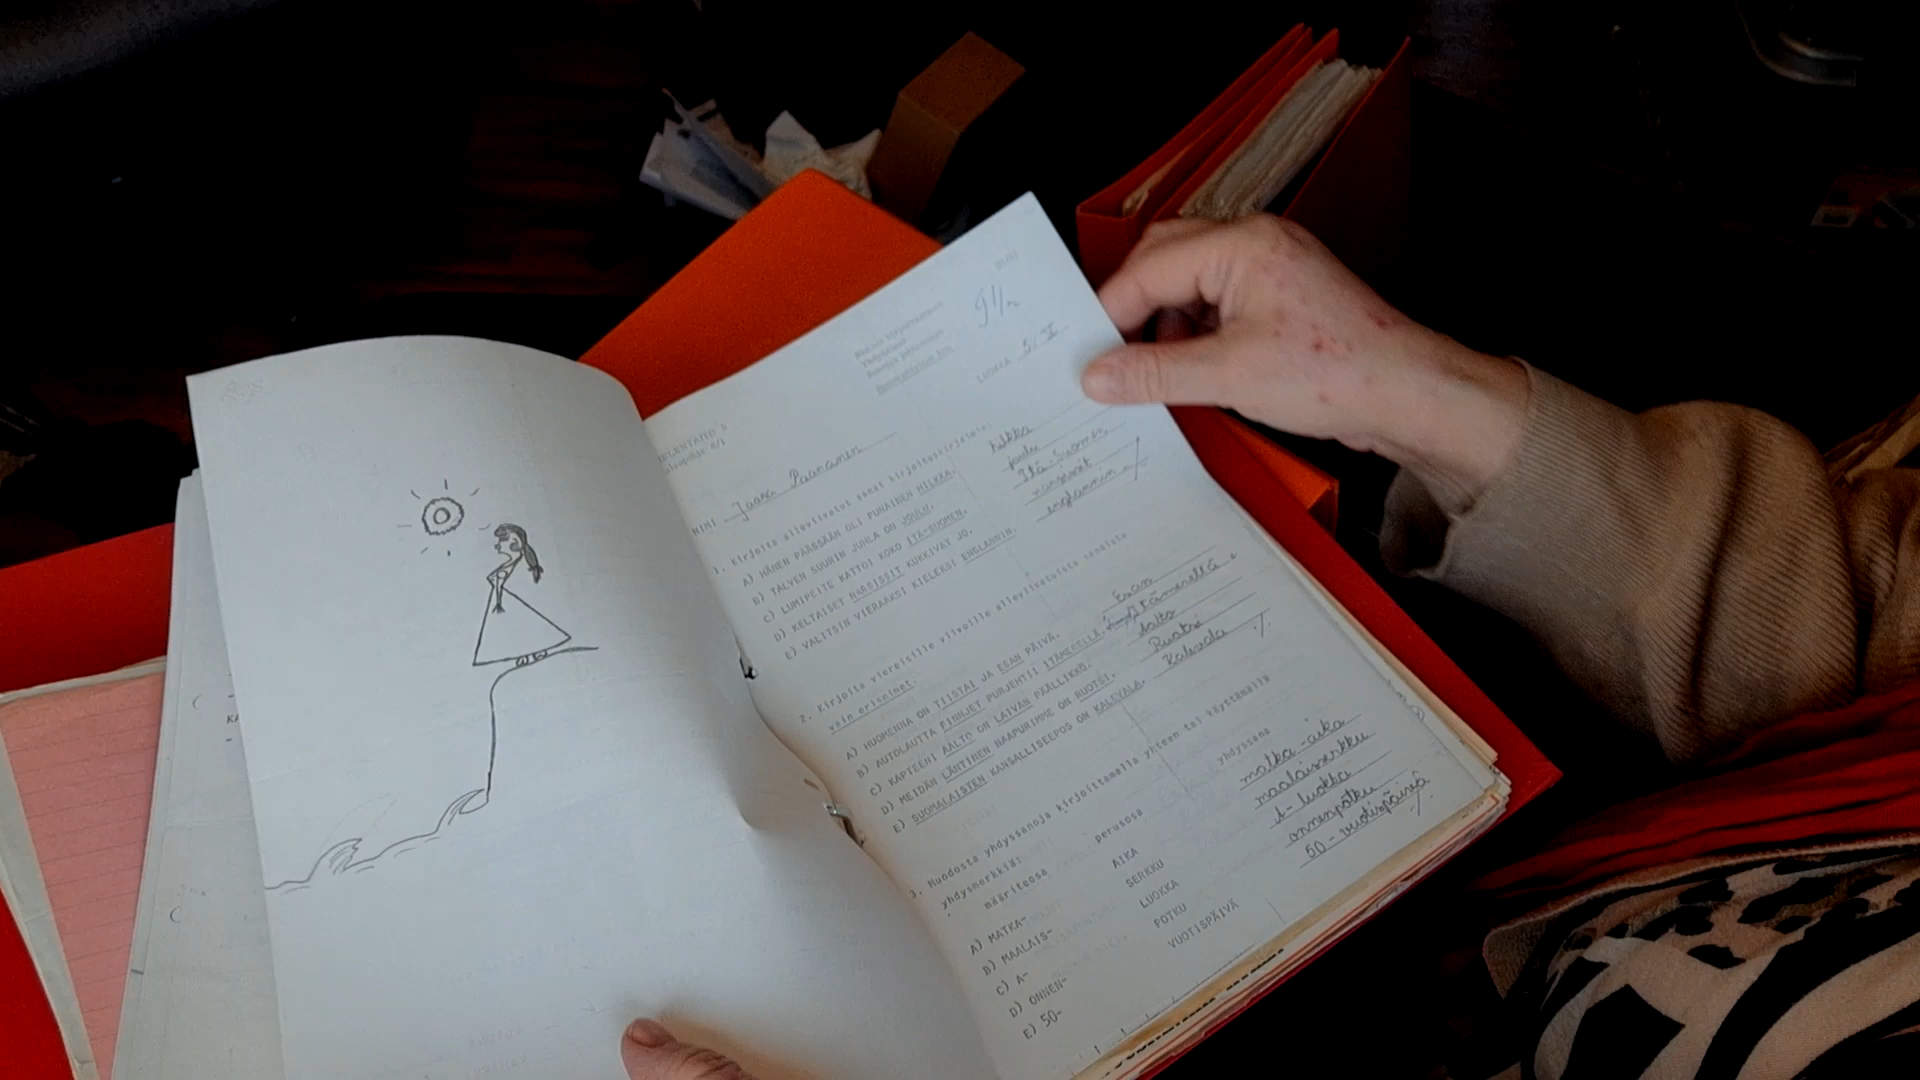 9½
LUOKKA 5.
IELENTAITO 5
NIMI Jaana Paananen
1. Kirjoita alleviivatut sanat kirjoituskirjaimin:
A) HÄNEN PÄÄSSÄÄN OLI PUNAINEN HILKKA. hilkka
B) TALVEN SUURIN JUHLA ON JOULU. joulu
C) LUMIPEITE KATTOI KOKO ITÄ-SUOMEN. Itä-Suomen
D) KELTAISET NARSISSIT KUKKIVAT JO. narsissit
E) VALITSIN VIERAAKSI KIELEKSI ENGLANNIN. englannin
2. Kirjoita viereisille viivoille alleviivatuista sanoista
vain erisnimet.
A) HUOMENNA ON TIISTAI JA ESAN PÄIVÄ. Esan
B) AUTOLAUTTA FINNJET PURJEHTII ITÄMERELLÄ. Itämerellä
C) KAPTEENI AALTO ON LAIVAN PÄÄLLIKKÖ. Aalto
D) MEIDÄN LÄNTINEN NAAPURIMME ON RUOTSI. Ruotsi
E) SUOMALAISTEN KANSALLISEEPOS ON KALEVALA. Kalevala
3. Muodosta yhdyssanoja kirjoittamalla yhteen tai käyttämällä
yhdysmerkkiä:
määriteosa perusosa yhdyssana
A) MATKA- AIKA matka-aika
B) MAALAIS- SERKKU maalaisserkku
C) A- LUOKKA A-luokka
D) ONNEN- POTKU onnenpotku
E) 50- VUOTISPÄIVÄ 50-vuotispäivä